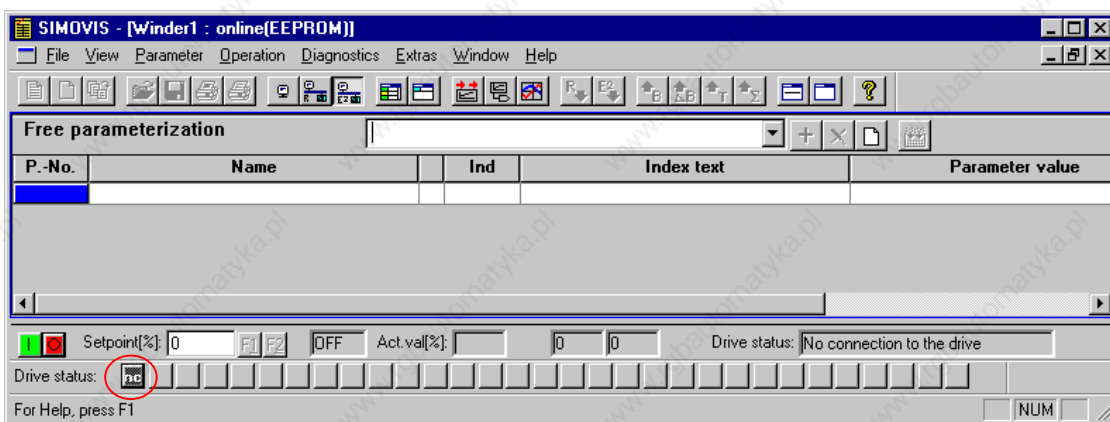 SIMOVIS - [Winder1 : online(EEPROM)]
File View Parameter Operation Diagnostics Extras Window Help
Free parameterization
P.-No. Name Ind Index text Parameter value
Setpoint[%]: 0 F1 F2 OFF Act.val[%]: 0 0 Drive status: No connection to the drive
Drive status: nc
For Help, press F1 NUM